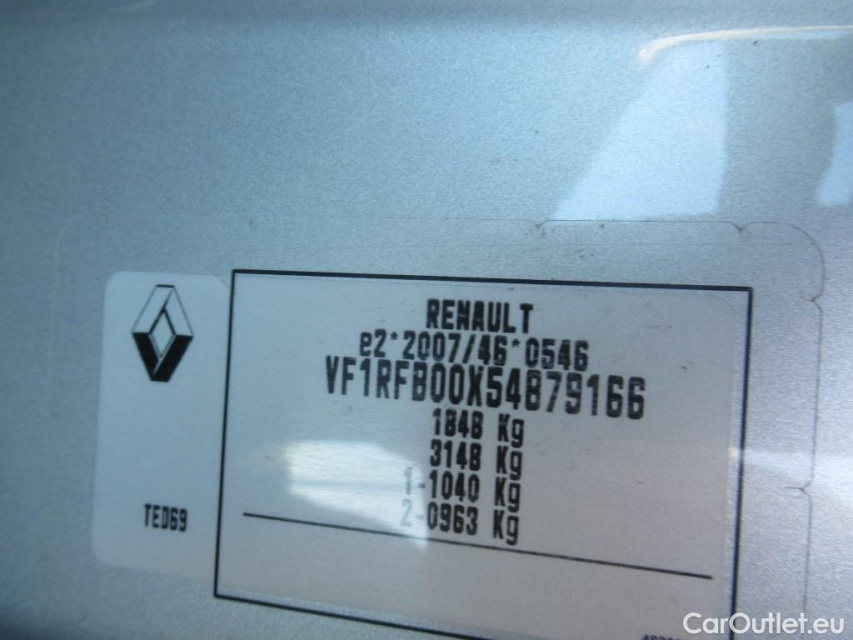 RENAULT
e2*2007/46*0546
VF1RFB00X54879166
1848 Kg
3148 Kg
1-1040 Kg
2-0963 Kg
TED69
CarOutlet.eu